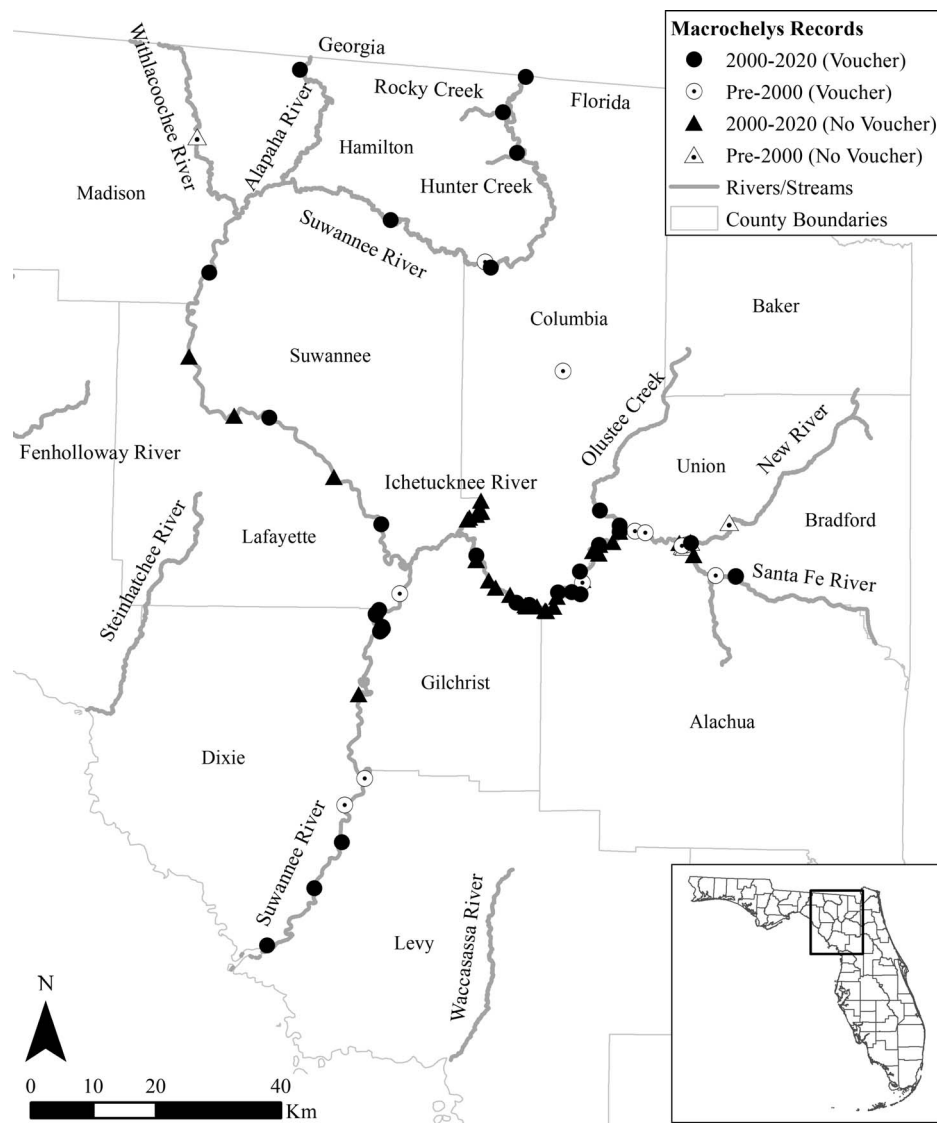 Georgia
Withlacoochee River
Alapaha River
Rocky Creek
Florida
Hamilton
Madison
Hunter Creek
Suwannee River
Macrochelys Records
2000-2020 (Voucher)
Pre-2000 (Voucher)
2000-2020 (No Voucher)
Pre-2000 (No Voucher)
Rivers/Streams
County Boundaries
Baker
Columbia
Suwannee
Olustee Creek
Fenholloway River
Union
New River
Ichetucknee River
Bradford
Lafayette
Steinhatchee River
Santa Fe River
Gilchrist
Alachua
Dixie
Suwannee River
Levy
Waccasassa River
N
0 10 20 40
Km